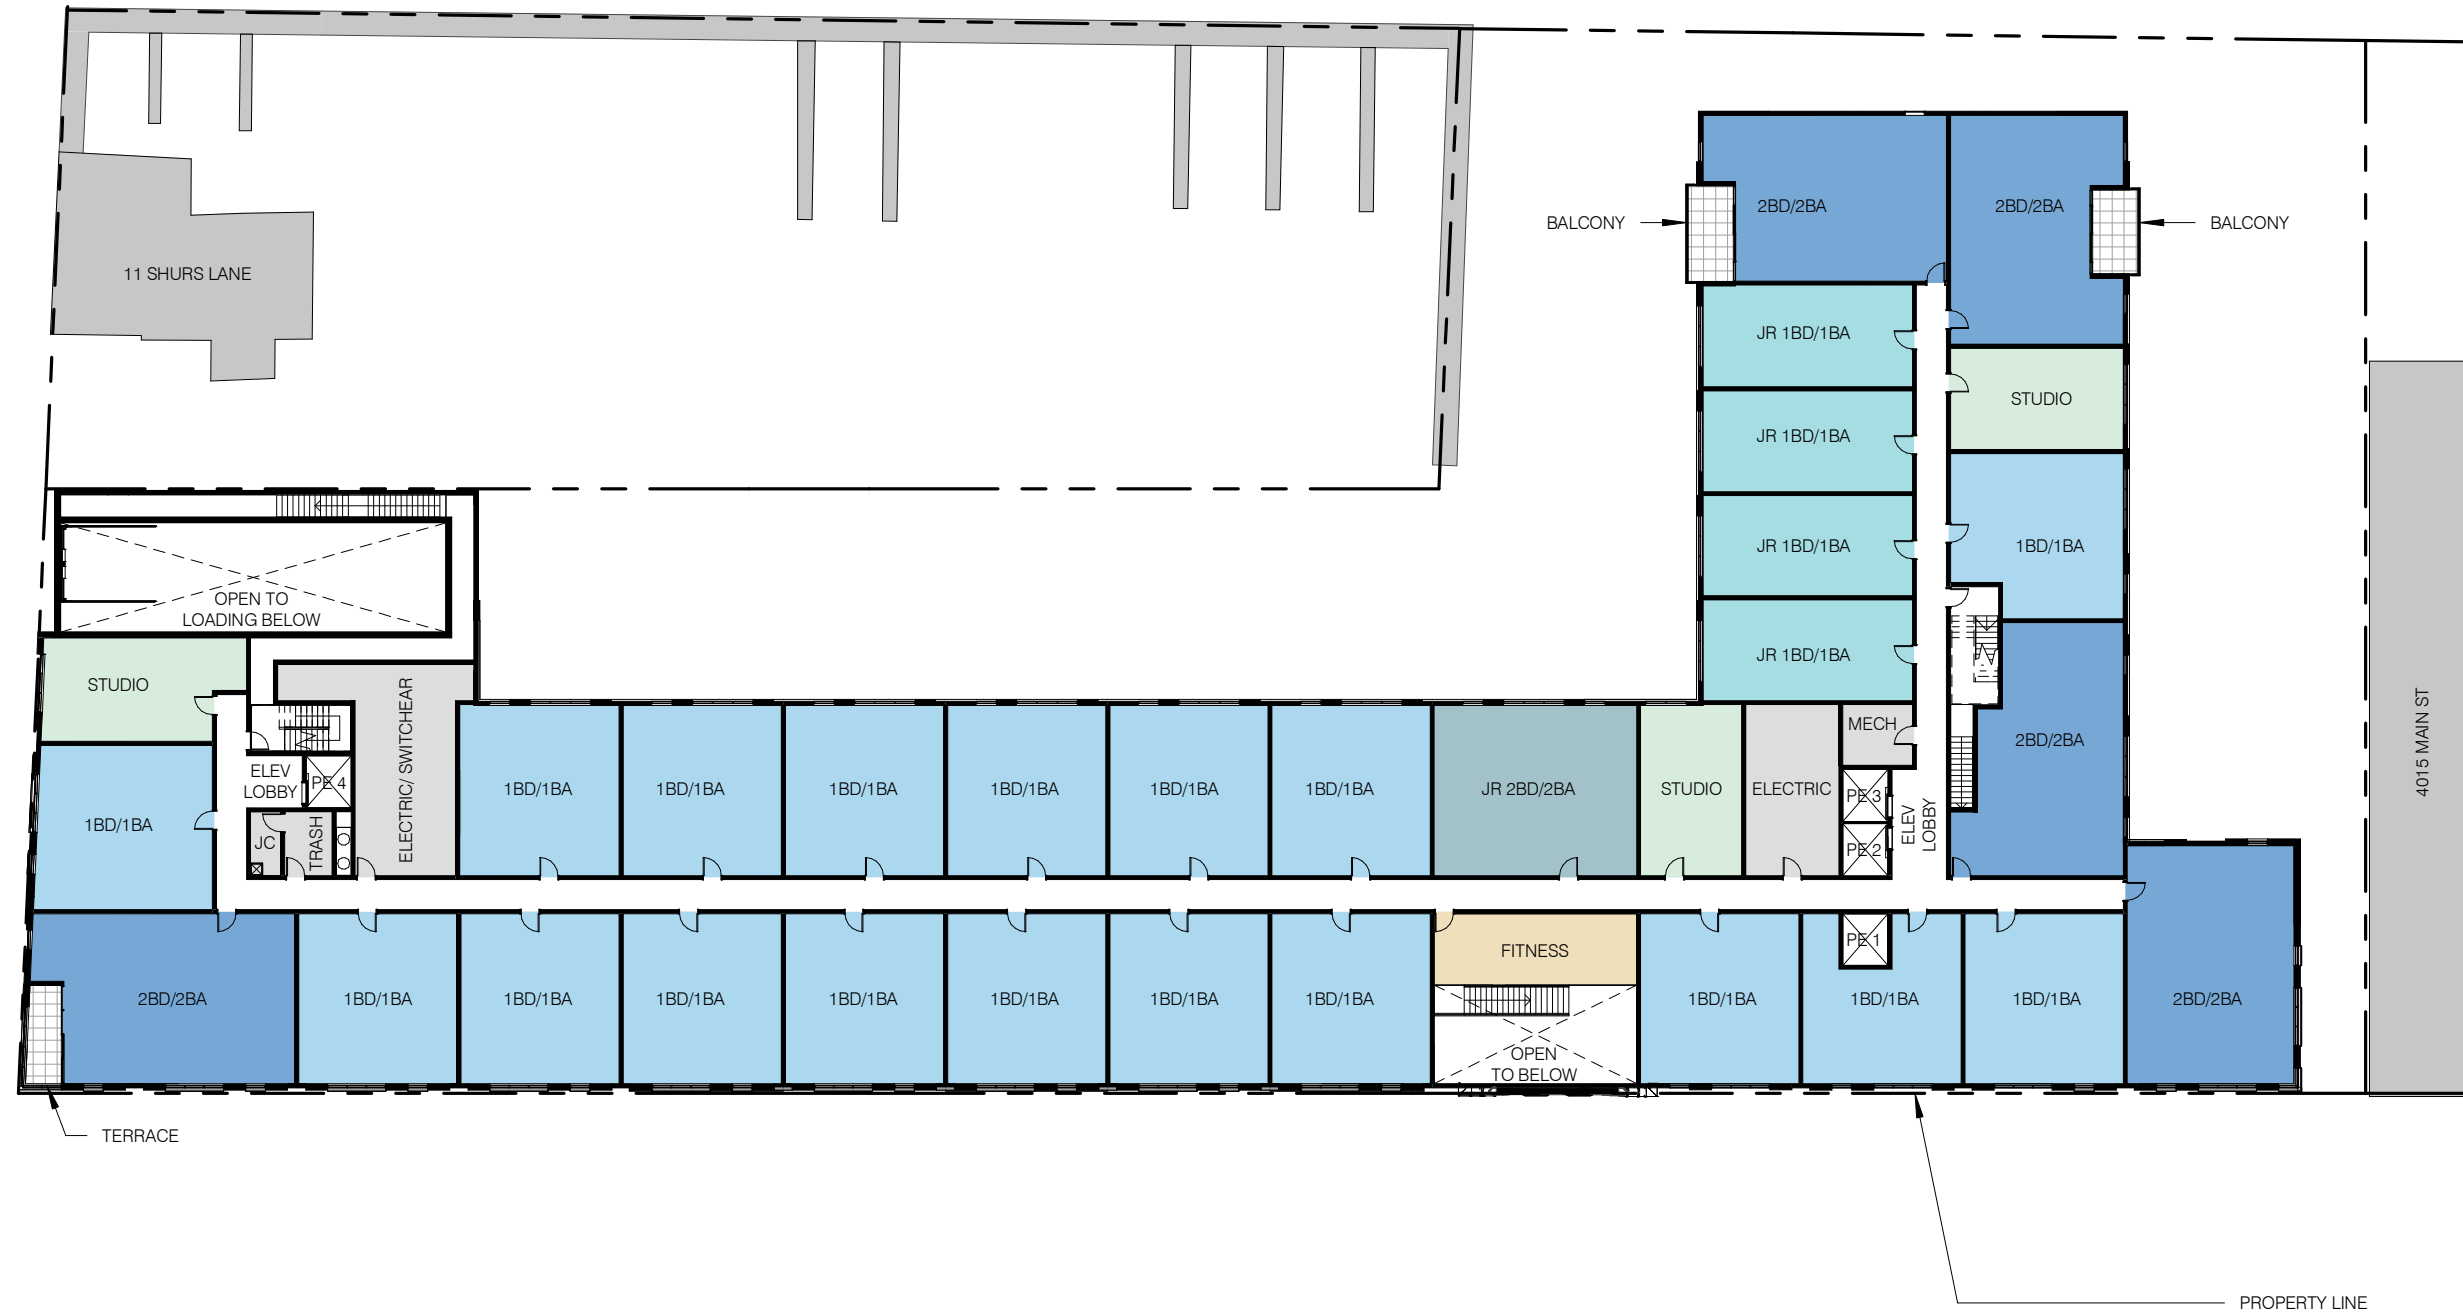 2BD/2BA
2BD/2BA
BALCONY
BALCONY
11 SHURS LANE
JR 1BD/1BA
STUDIO
JR 1BD/1BA
JR 1BD/1BA
1BD/1BA
OPEN TO
LOADING BELOW
JR 1BD/1BA
STUDIO
ELECTRIC/ SWITCHEAR
4015 MAIN ST
MECH
2BD/2BA
ELEV
LOBBY
PE 4
1BD/1BA
1BD/1BA
1BD/1BA
1BD/1BA
1BD/1BA
1BD/1BA
JR 2BD/2BA
STUDIO
ELECTRIC
PE 3
ELEV
LOBBY
1BD/1BA
JC
TRASH
PE 2
FITNESS
PE 1
2BD/2BA
1BD/1BA
1BD/1BA
1BD/1BA
1BD/1BA
1BD/1BA
1BD/1BA
1BD/1BA
1BD/1BA
1BD/1BA
1BD/1BA
2BD/2BA
OPEN
TO BELOW
TERRACE
PROPERTY LINE